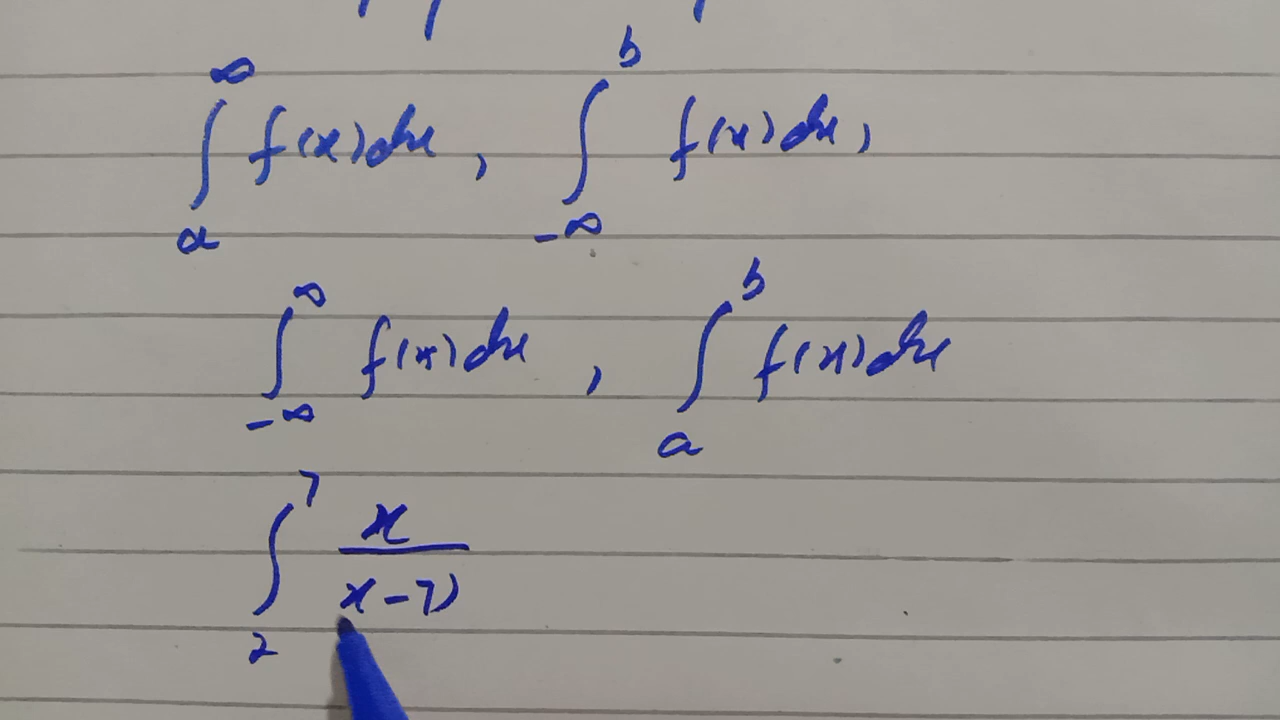 ∫_a^∞ f(x)dx, ∫_{-∞}^b f(x)dx,
∫_{-∞}^∞ f(x)dx, ∫_a^b f(x)dx
∫_2^7 x/x-7)